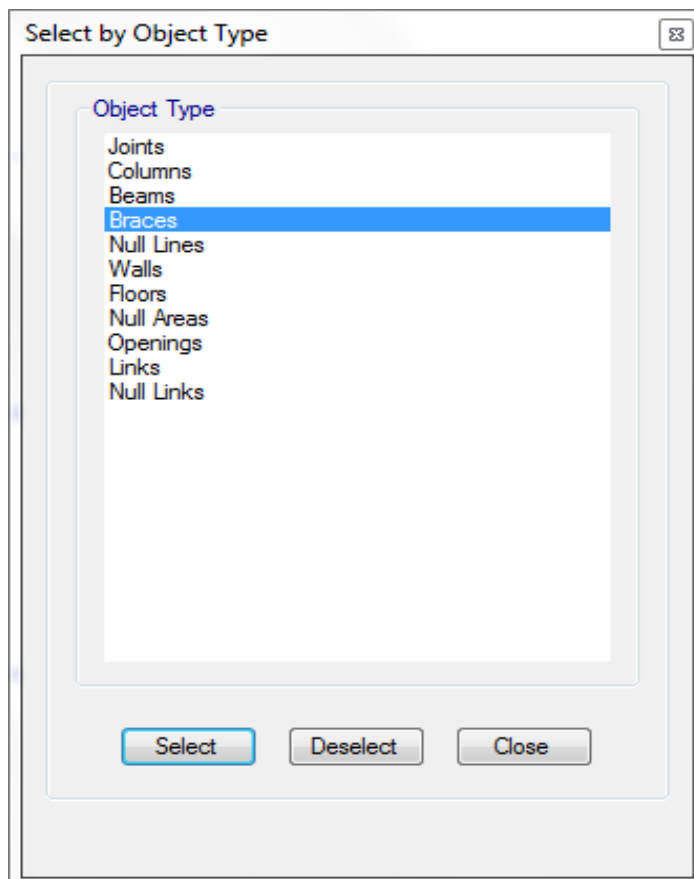 Select by Object Type
Object Type
Joints
Columns
Beams
Braces
Null Lines
Walls
Floors
Null Areas
Openings
Links
Null Links
Select Deselect Close